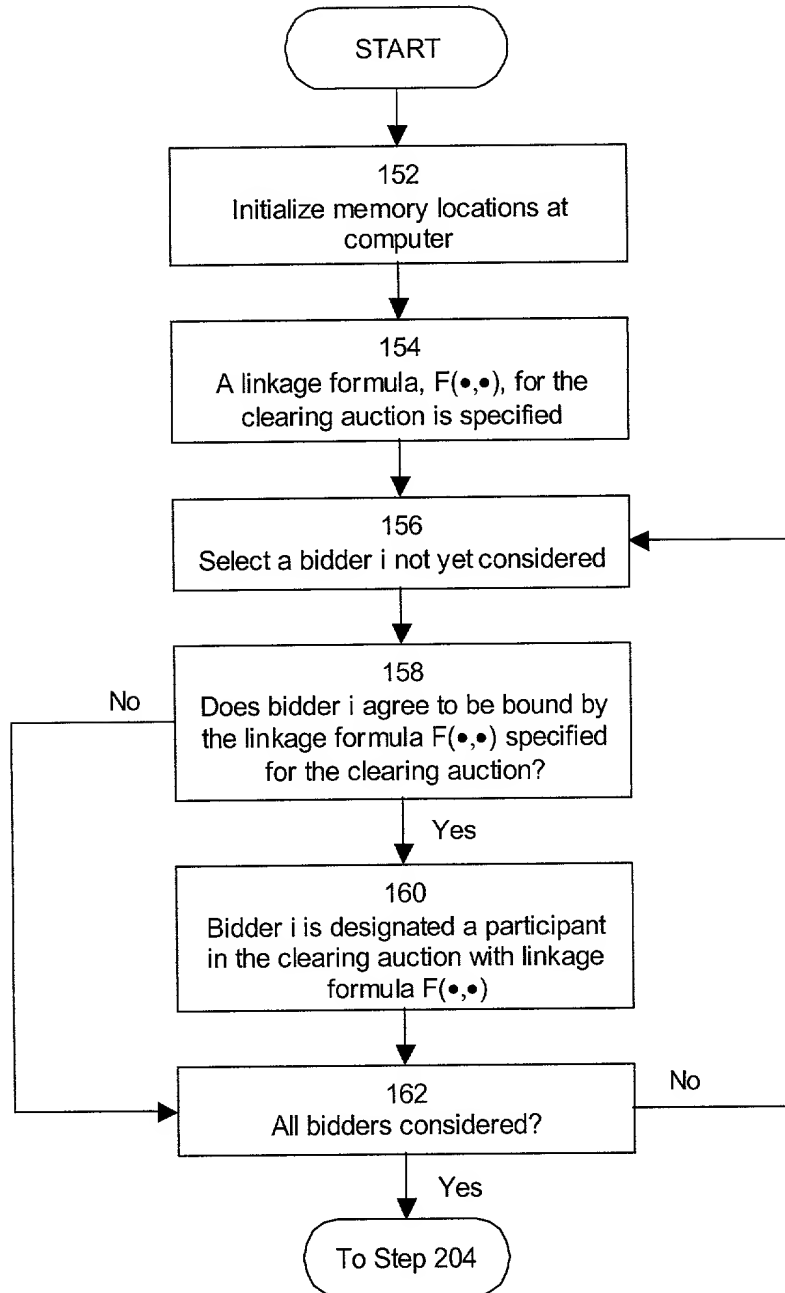 START
152
Initialize memory locations at
computer
154
A linkage formula, F(•,•), for the
clearing auction is specified
156
Select a bidder i not yet considered
158
Does bidder i agree to be bound by
the linkage formula F(•,•) specified
for the clearing auction?
No
Yes
160
Bidder i is designated a participant
in the clearing auction with linkage
formula F(•,•)
162
All bidders considered?
No
Yes
To Step 204